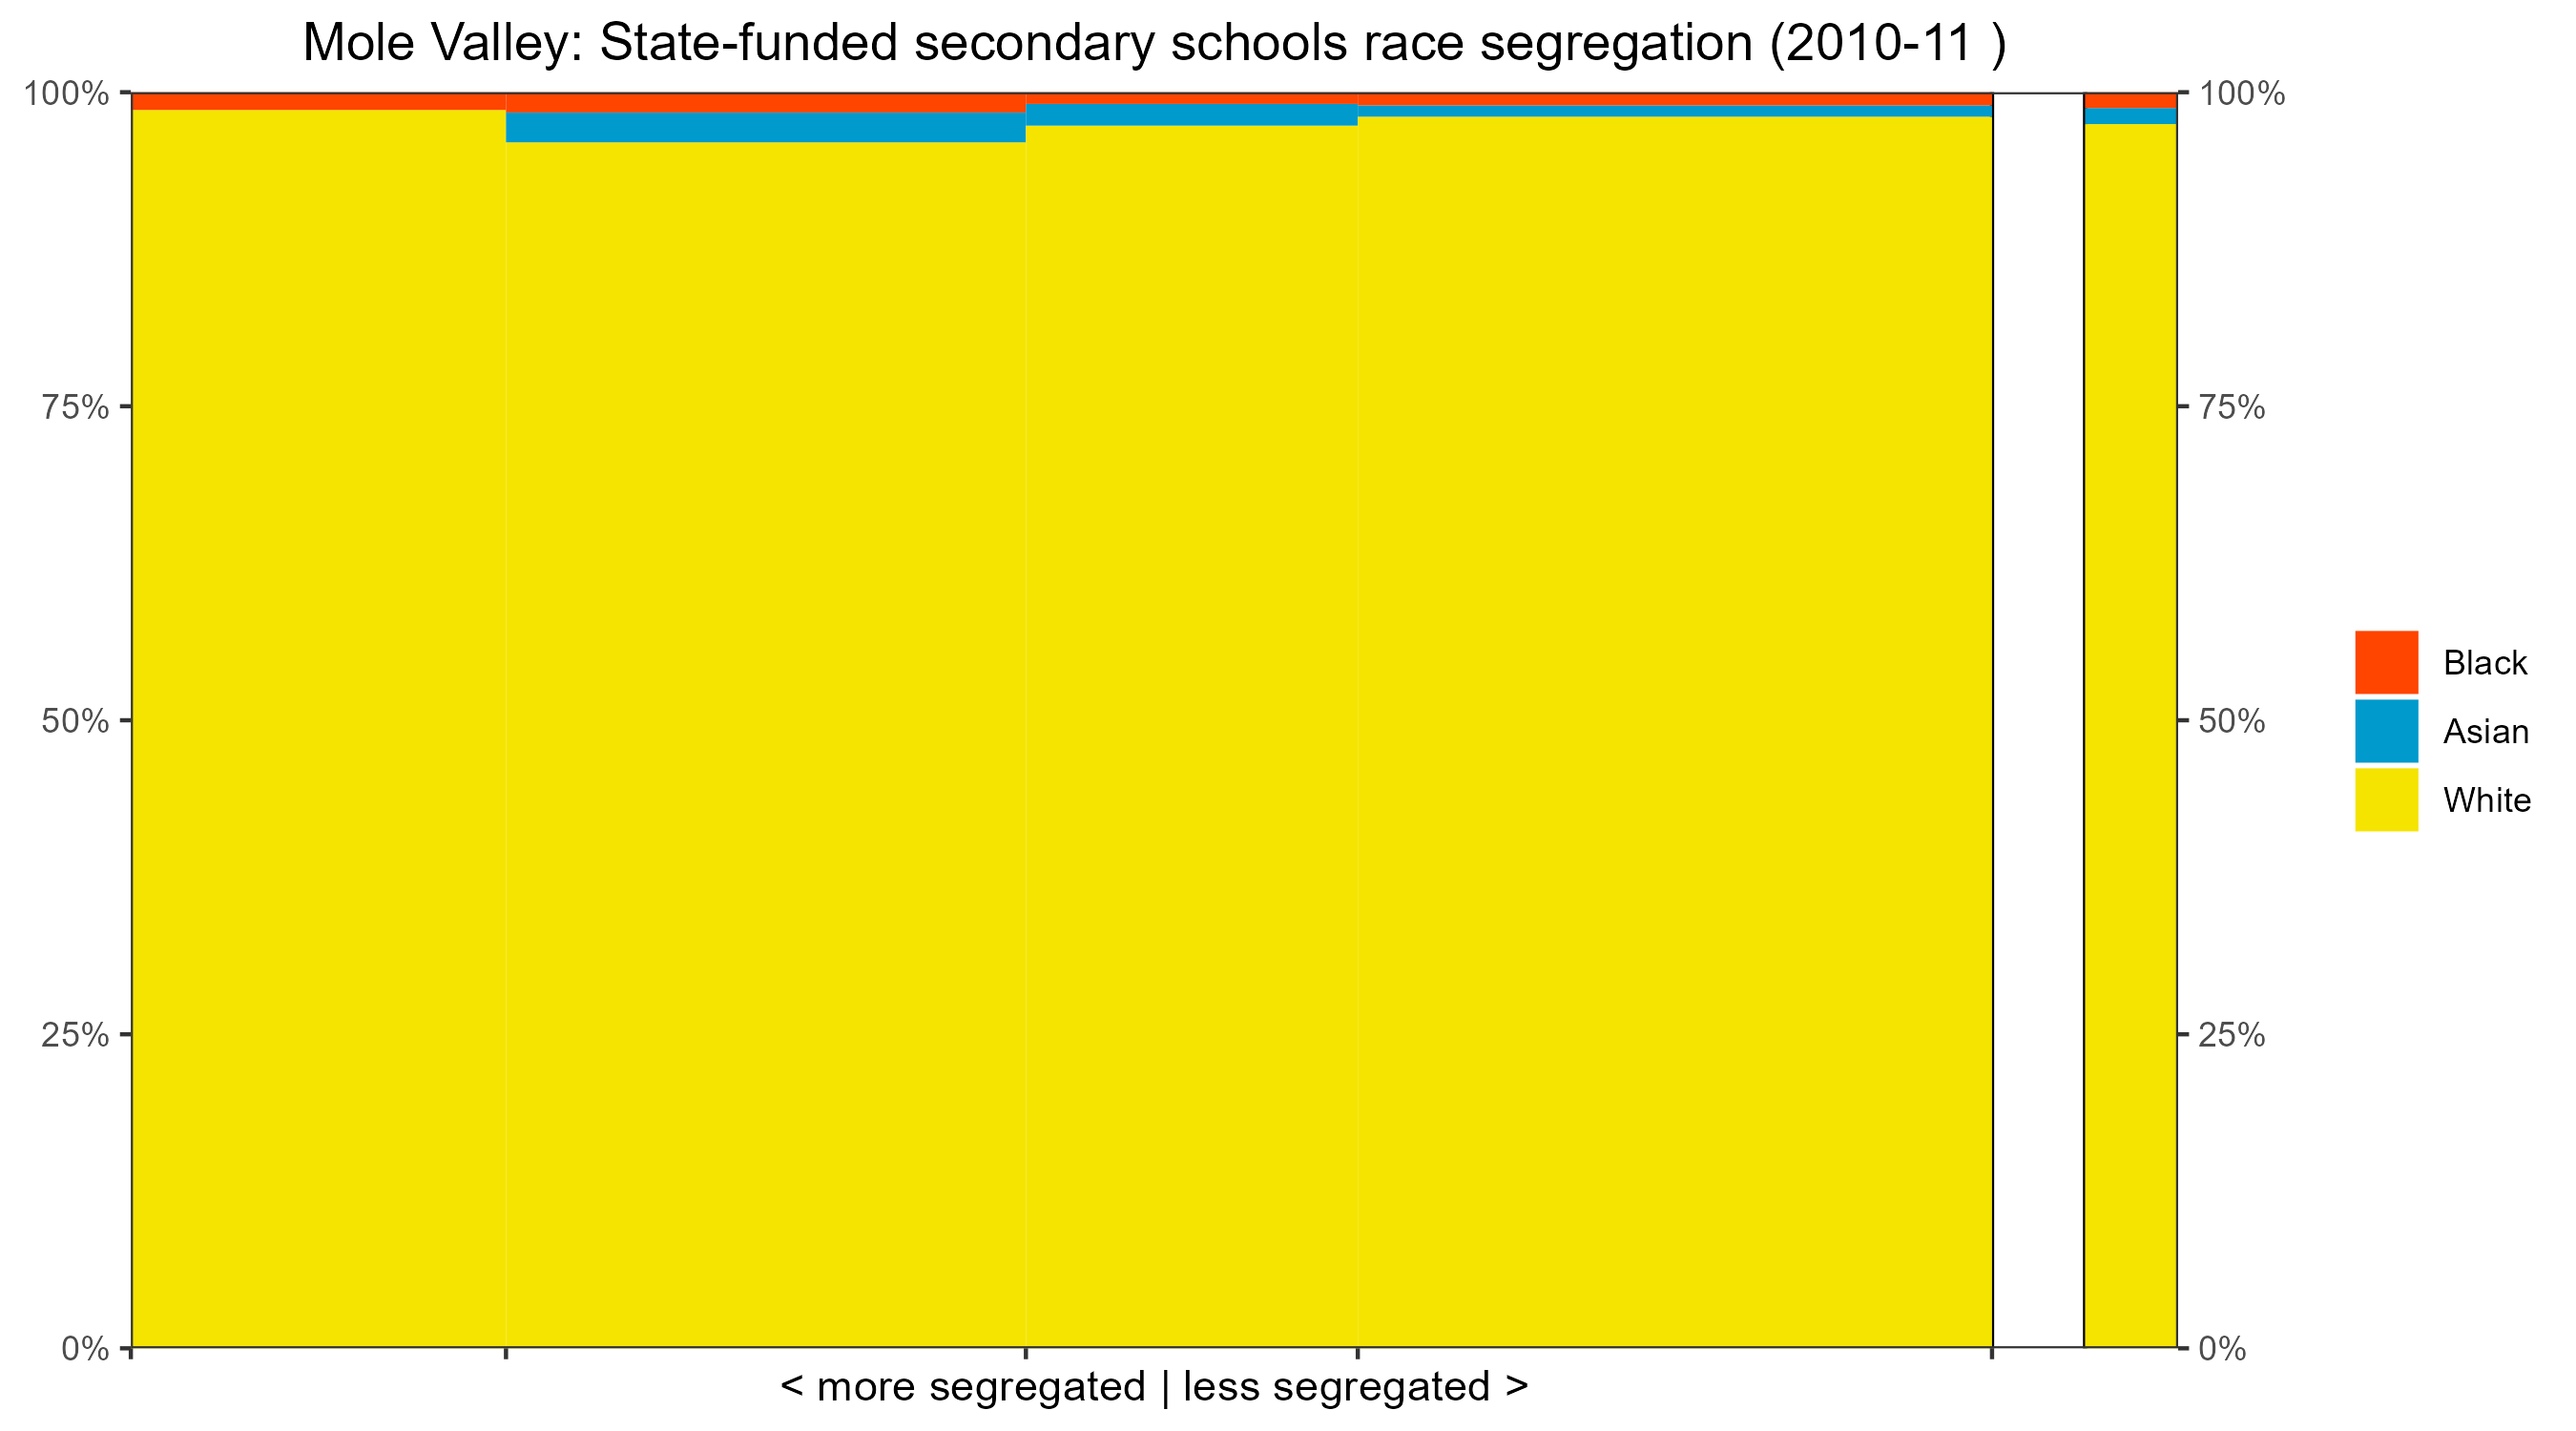 Mole Valley: State-funded secondary schools race segregation (2010-11 )
100%
75%
50%
25%
0%
100%
75%
50%
25%
0%
Black
Asian
White
< more segregated | less segregated >